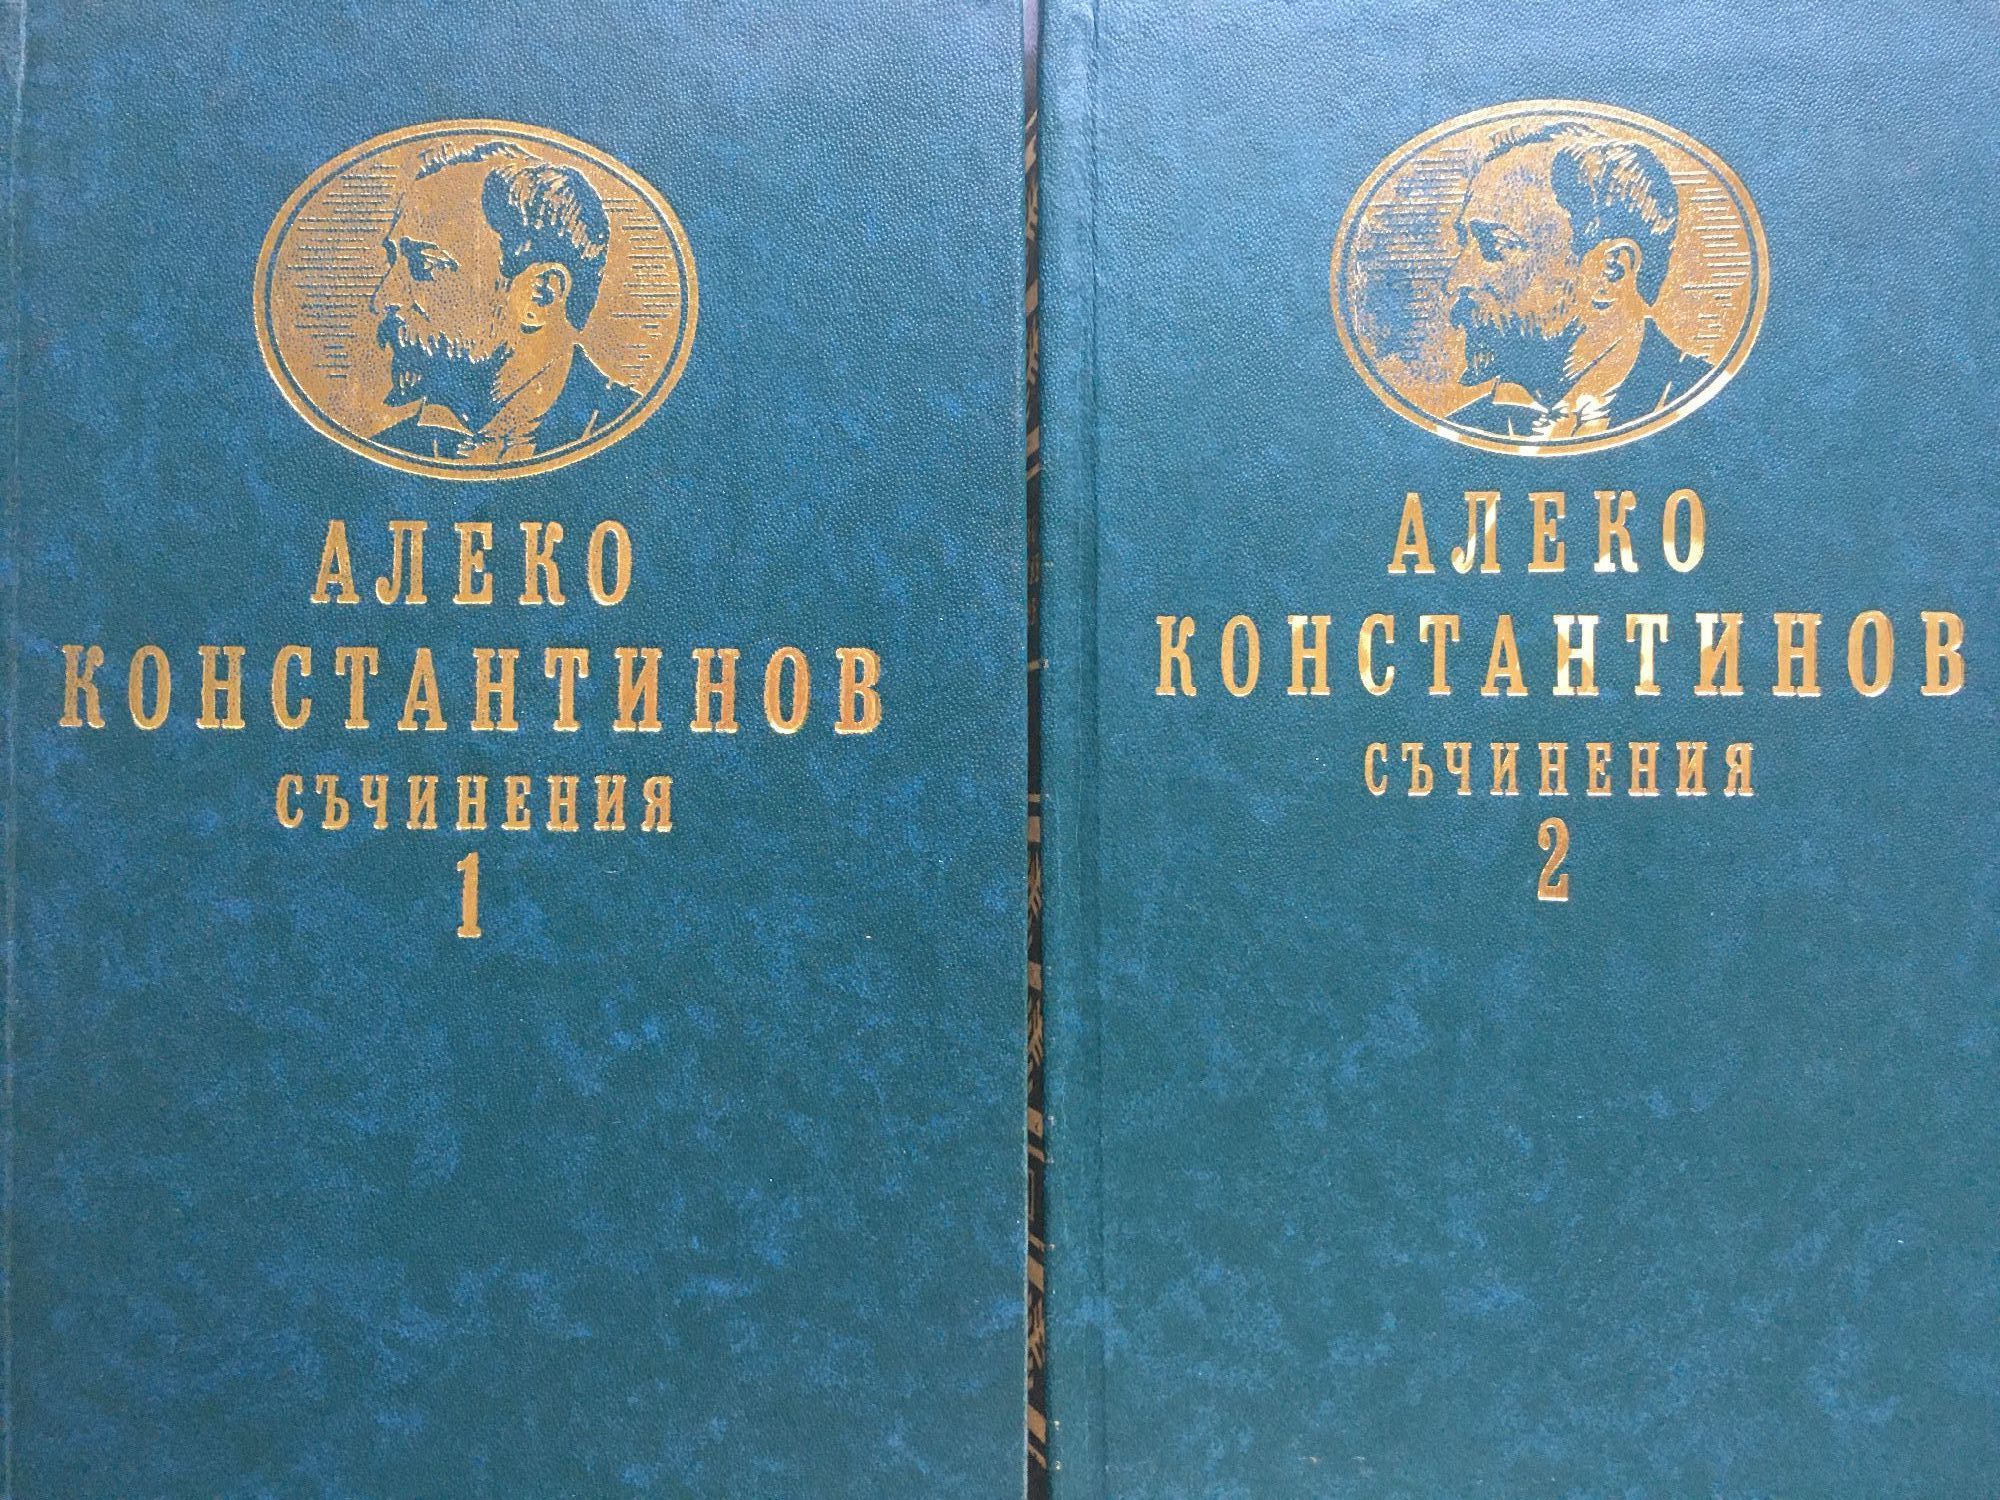 АЛЕКО
КОНСТАНТИНОВ
СЪЧИНЕНИЯ
1
АЛЕКО
КОНСТАНТИНОВ
СЪЧИНЕНИЯ
2